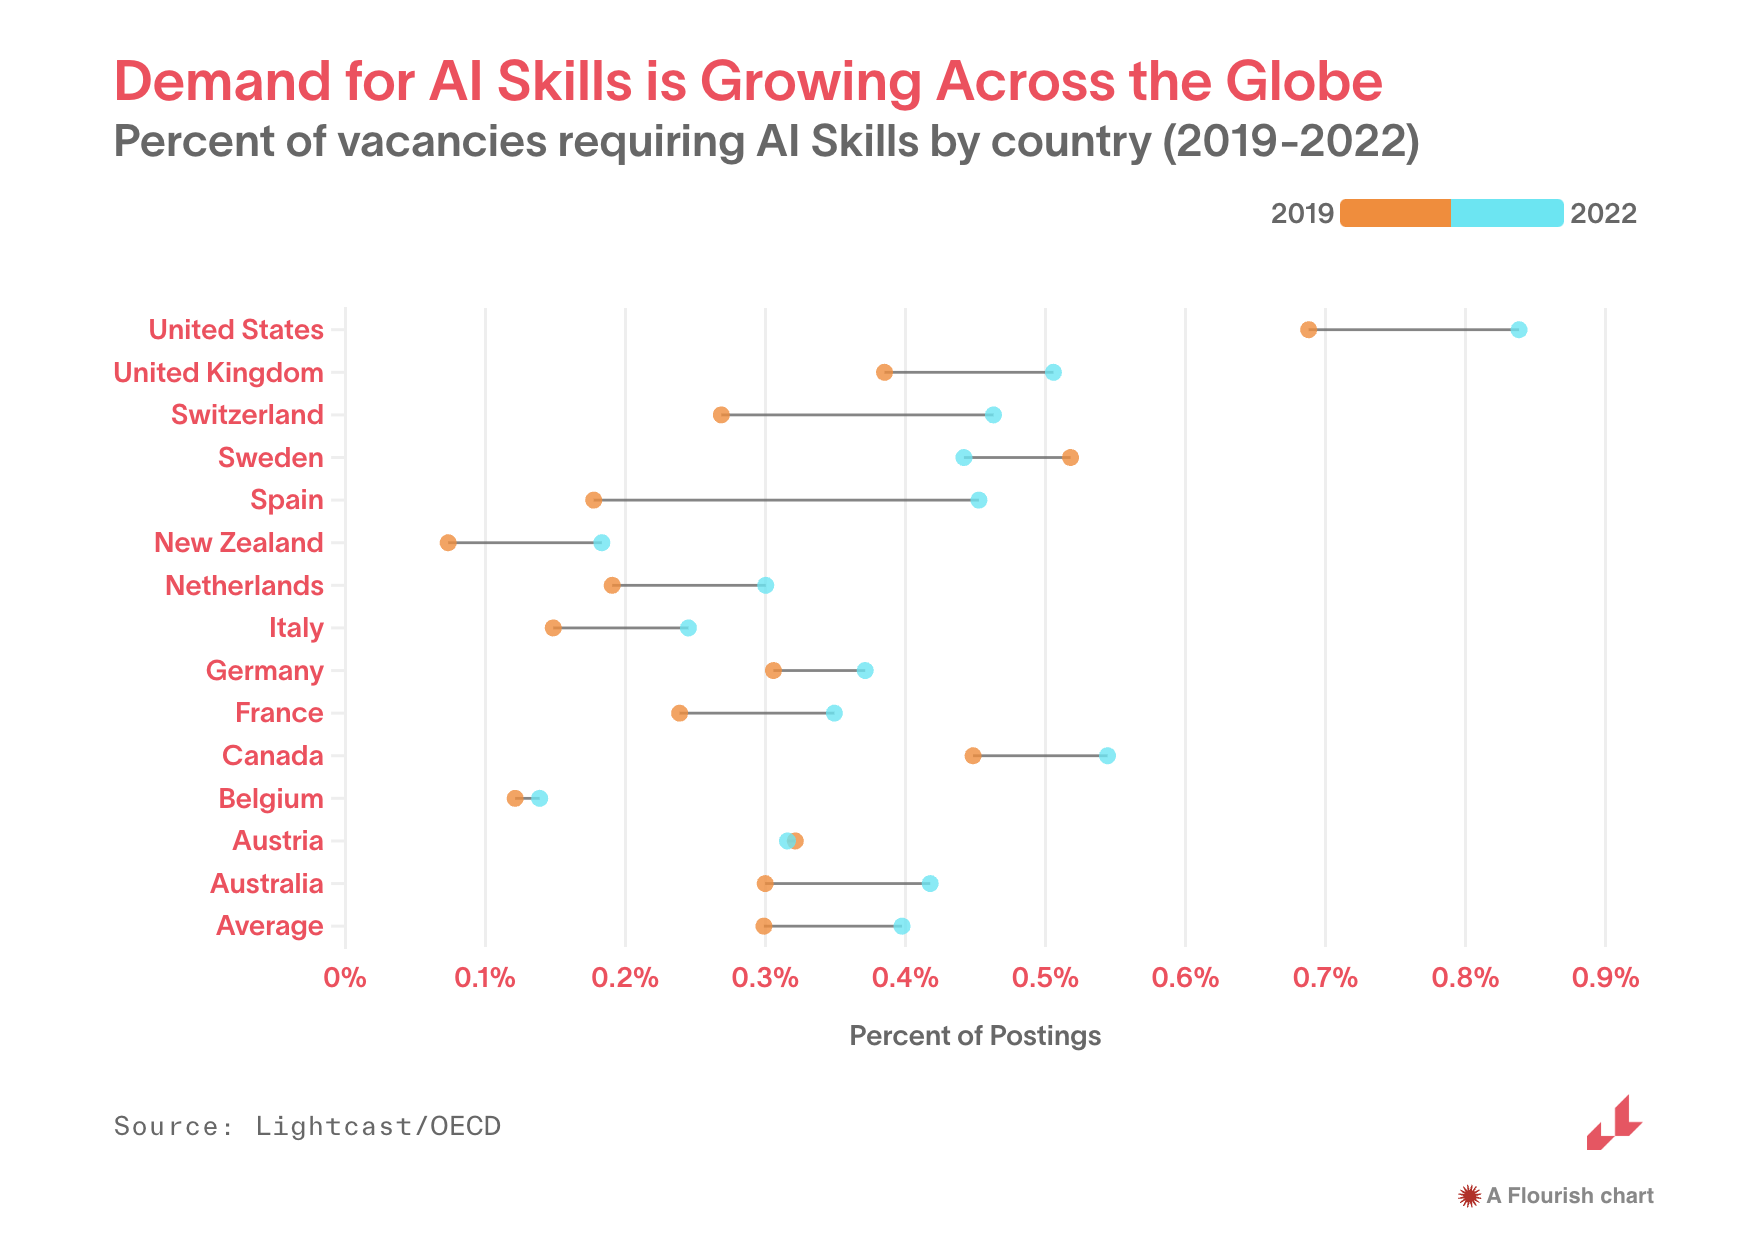 Demand for AI Skills is Growing Across the Globe
Percent of vacancies requiring AI Skills by country (2019-2022)
2019 2022
United States
United Kingdom
Switzerland
Sweden
Spain
New Zealand
Netherlands
Italy
Germany
France
Canada
Belgium
Austria
Australia
Average
0% 0.1% 0.2% 0.3% 0.4% 0.5% 0.6% 0.7% 0.8% 0.9%
Percent of Postings
Source: Lightcast/OECD
A Flourish chart